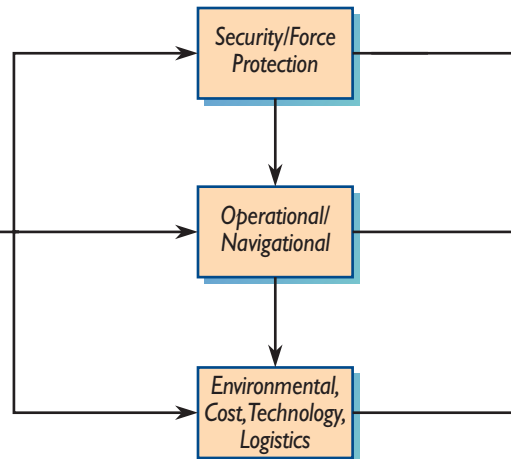 Security/Force
Protection
Operational/
Navigational
Environmental,
Cost,Technology,
Logistics